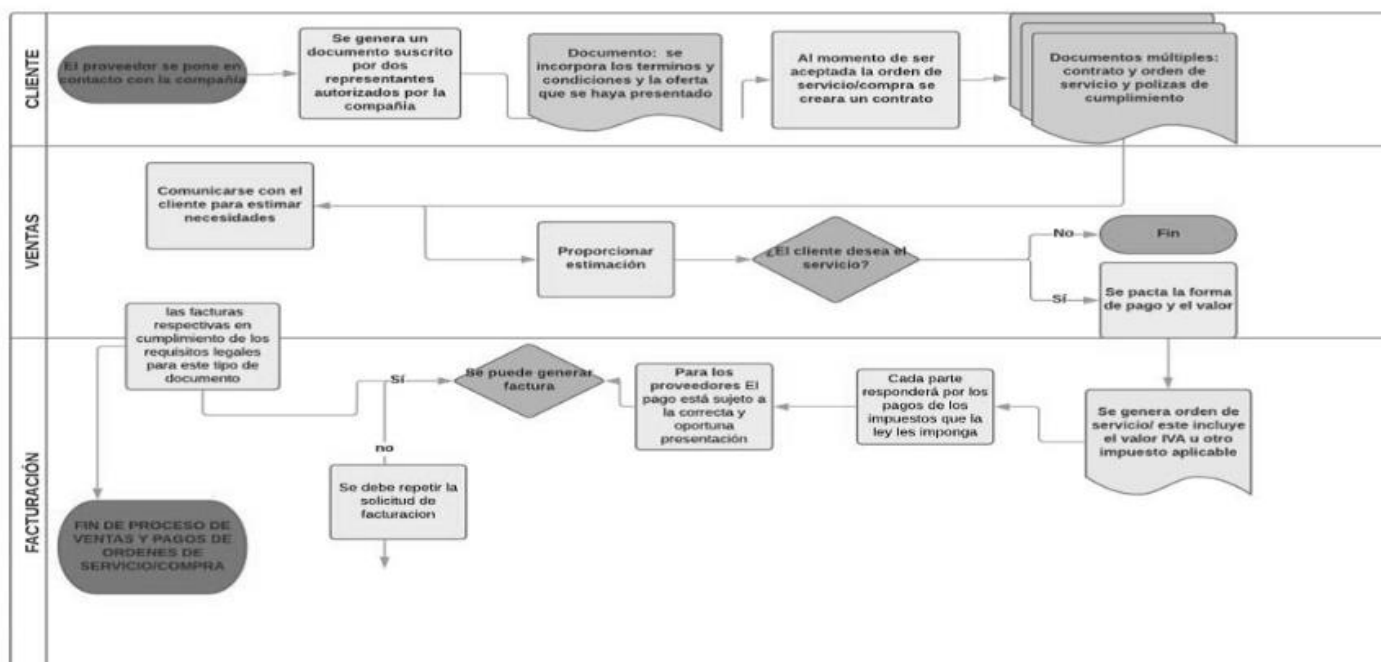 CLIENTE
El proveedor se pone en
contacto con la compañia
Se genera un
documento suscrito
por dos
representantes
autorizados por la
compañia
Documento: se
incorpora los terminos y
condiciones y la oferta
que se haya presentado
Al momento de ser
aceptada la orden de
servicio/compra se
creara un contrato
Documentos múltiples:
contrato y orden de
servicio y polizas de
cumplimiento
VENTAS
Comunicarse con el
cliente para estimar
necesidades
Proporcionar
estimación
¿El cliente desea el
servicio?
No
Fin
Sí
Se pacta la forma
de pago y el valor
FACTURACIÓN
las facturas
respectivas en
cumplimiento de los
requisitos legales
para este tipo de
documento
Sí
Se puede generar
factura
Para los
proveedores El
pago está sujeto a
la correcta y
oportuna
presentación
Cada parte
responderá por los
pagos de los
impuestos que la
ley les imponga
Se genera orden de
servicio/ este incluye
el valor IVA u otro
impuesto aplicable
no
Se debe repetir la
solicitud de
facturacion
FIN DE PROCESO DE
VENTAS Y PAGOS DE
ORDENES DE
SERVICIO/COMPRA